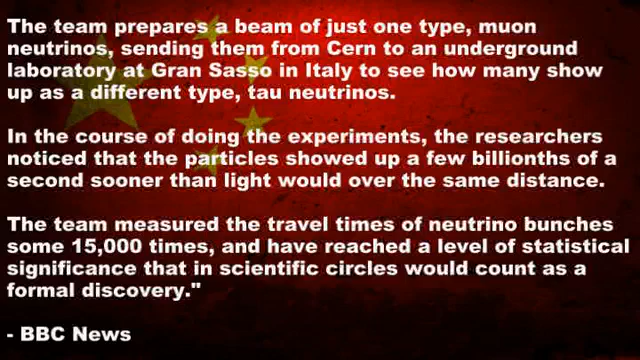 The team prepares a beam of just one type, muon
neutrinos, sending them from Cern to an underground
laboratory at Gran Sasso in Italy to see how many show
up as a different type, tau neutrinos.
In the course of doing the experiments, the researchers
noticed that the particles showed up a few billionths of a
second sooner than light would over the same distance.
The team measured the travel times of neutrino bunches
some 15,000 times, and have reached a level of statistical
significance that in scientific circles would count as a
formal discovery."
- BBC News